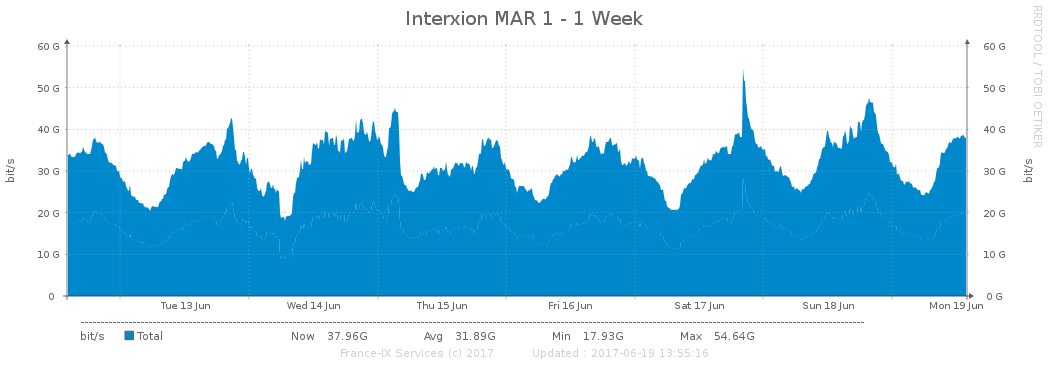 Interxion MAR 1 - 1 Week
RRDTOOL / TOBI OETIKER
bit/s
60 G 60 G
50 G 50 G
40 G 40 G
30 G 30 G
20 G 20 G
10 G 10 G
0 0 G
bit/s
Tue 13 Jun Wed 14 Jun Thu 15 Jun Fri 16 Jun Sat 17 Jun Sun 18 Jun Mon 19 Jun
bit/s Total Now 37.96G Avg 31.89G Min 17.93G Max 54.64G
France-IX Services (c) 2017 Updated : 2017-06-19 13:55:16